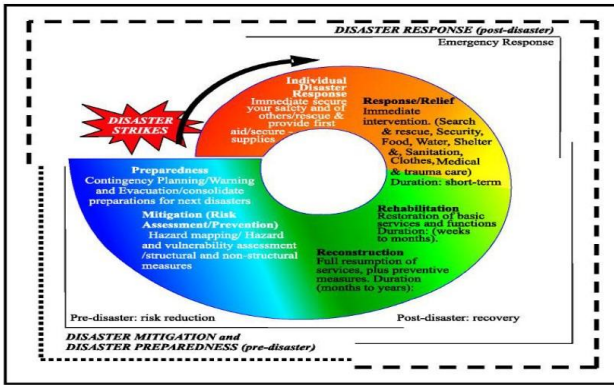 DISASTER RESPONSE (post-disaster)
Emergency Response
DISASTER
STRIKES
Individual
Disaster
Response
Immediate secure
your safety and of
others/rescue &
provide first
aid/secure -
supplies
Response/Relief
Immediate
intervention. (Search
& rescue, Security,
Food, Water, Shelter
&, Sanitation,
Clothes, Medical
& trauma care)
Duration: short-term
Rehabilitation
Restoration of basic
services and functions
Duration: (weeks
to months).
Reconstruction
Full resumption of
services, plus preventive
measures. Duration
(months to years):
Preparedness
Contingency Planning/Warning
and Evacuation/consolidate
preparations for next disasters
Mitigation (Risk
Assessment/Prevention)
Hazard mapping/ Hazard
and vulnerability assessment
/structural and non-structural
measures
Pre-disaster: risk reduction
Post-disaster: recovery
DISASTER MITIGATION and
DISASTER PREPAREDNESS (pre-disaster)